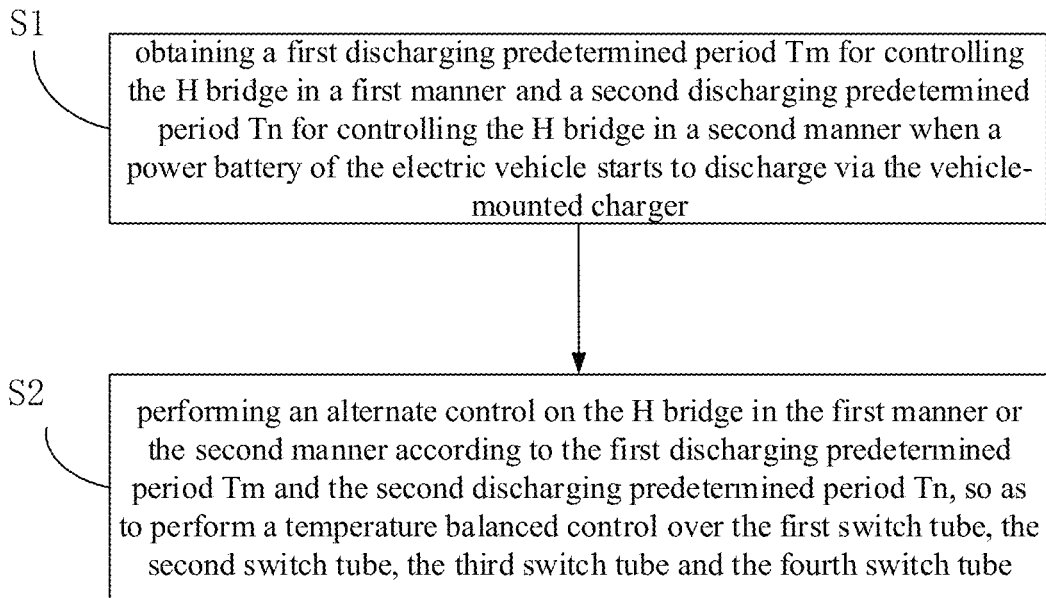 S1
obtaining a first discharging predetermined period Tm for controlling
the H bridge in a first manner and a second discharging predetermined
period Tn for controlling the H bridge in a second manner when a
power battery of the electric vehicle starts to discharge via the vehicle-
mounted charger
S2
performing an alternate control on the H bridge in the first manner or
the second manner according to the first discharging predetermined
period Tm and the second discharging predetermined period Tn, so as
to perform a temperature balanced control over the first switch tube, the
second switch tube, the third switch tube and the fourth switch tube